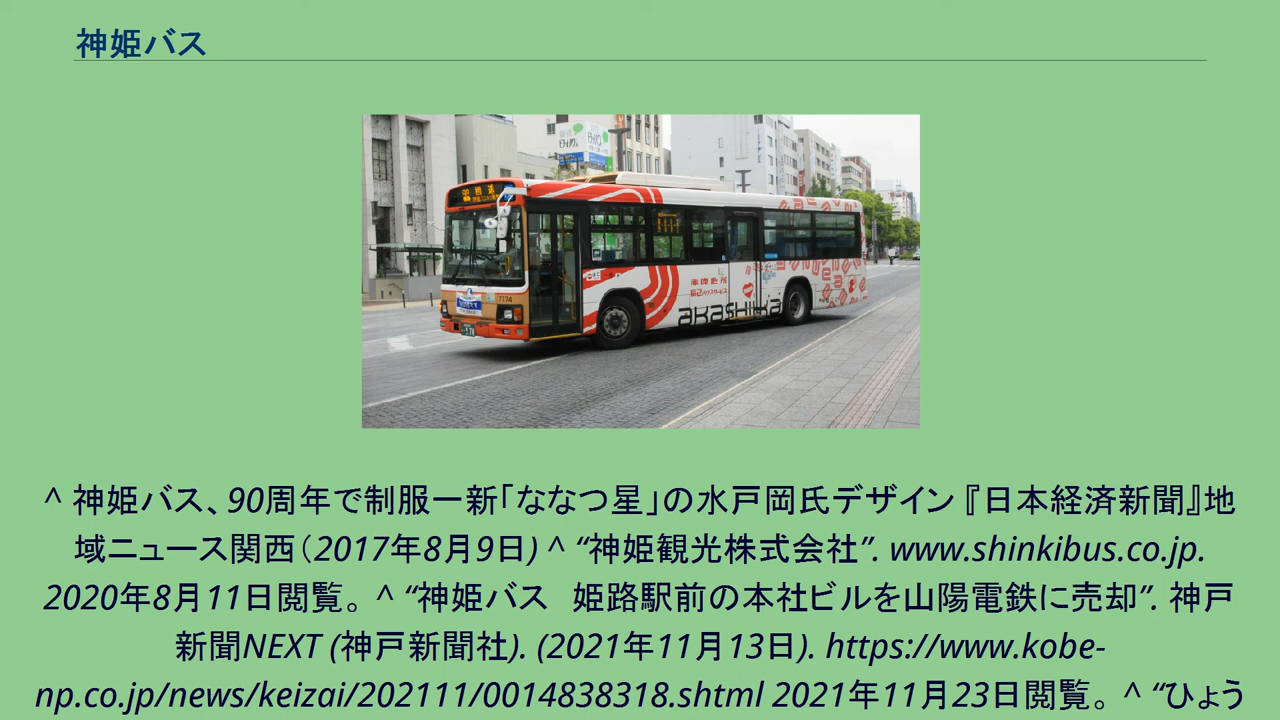 神姫バス
7774
akashiyaki
^ 神姫バス、90周年で制服一新「ななつ星」の水戸岡氏デザイン『日本経済新聞』地
域ニュース関西（2017年8月9日) ^ “神姫観光株式会社”. www.shinkibus.co.jp.
2020年8月11日閲覧。 ^ “神姫バス　姫路駅前の本社ビルを山陽電鉄に売却”. 神戸
新聞NEXT (神戸新聞社). (2021年11月13日). https://www.kobe-
np.co.jp/news/keizai/202111/0014838318.shtml 2021年11月23日閲覧。 ^ “ひょう